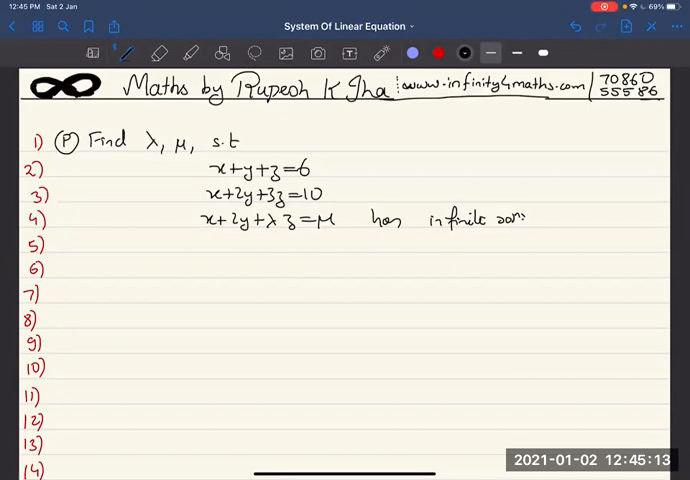 12:45 PM Sat 2 Jan 69%
System Of Linear Equation
Maths by Rupesh K Jha www.infinity4maths.com 70860 55586
1) P Find λ, μ, s.t
2) x+y+z=6
3) x+2y+3z=10
4) x+2y+λz=μ has infinite
5)
6)
7)
8)
9)
10)
11)
12)
13)
14)
2021-01-02 12:45:13